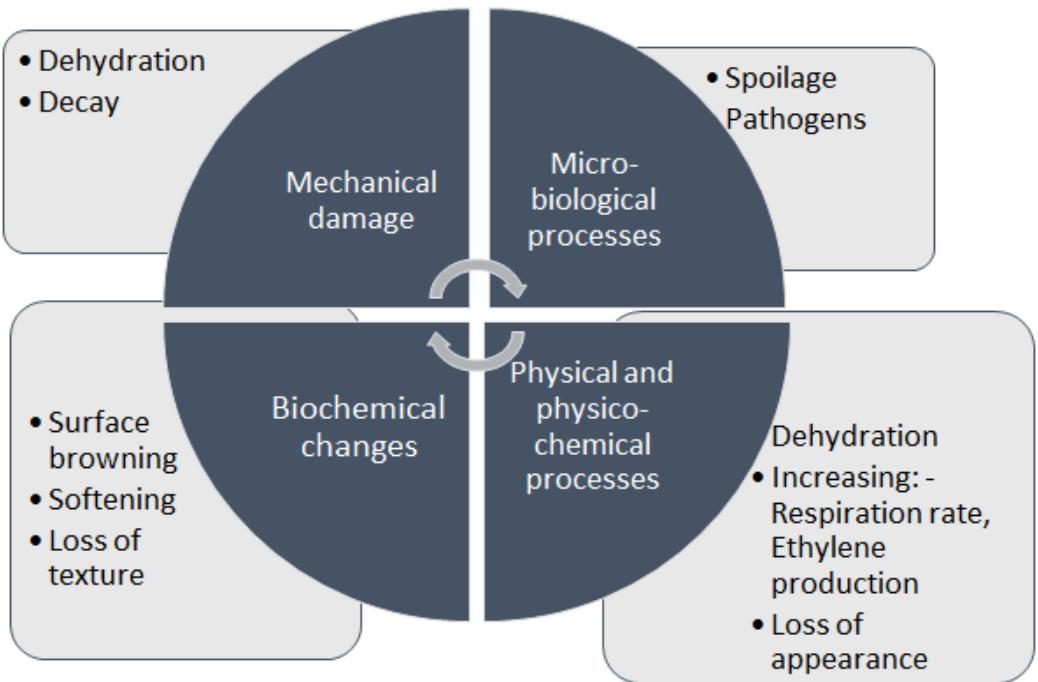 • Dehydration
• Decay
Mechanical
damage
Micro-
biological
processes
• Spoilage
Pathogens
• Surface
browning
• Softening
• Loss of
texture
Biochemical
changes
Physical and
physico-
chemical
processes
Dehydration
• Increasing: -
Respiration rate,
Ethylene
production
• Loss of
appearance